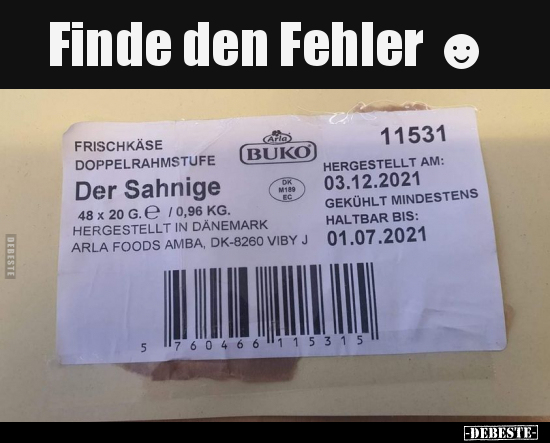 Finde den Fehler ☻
FRISCHKÄSE
DOPPELRAHMSTUFE
Der Sahnige
48 x 20 G. e / 0,96 KG.
HERGESTELLT IN DÄNEMARK
ARLA FOODS AMBA, DK-8260 VIBY J
Arla
BUKO
DK
M189
EC
11531
HERGESTELLT AM:
03.12.2021
GEKÜHLT MINDESTENS
HALTBAR BIS:
01.07.2021
5 760466 115315
DEBESTE
-DEBESTE-